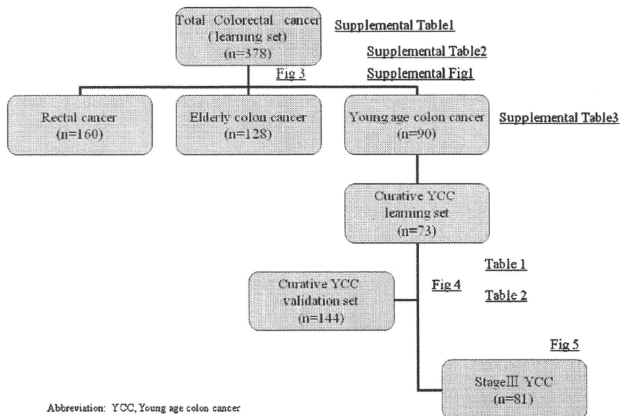 Total Colorectal cancer
(learning set)
(n=378)
Supplemental Table1
Supplemental Table2
Fig 3
Supplemental Fig1
Rectal cancer
(n=160)
Elderly colon cancer
(n=128)
Young age colon cancer
(n=90)
Supplemental Table3
Curative YCC
learning set
(n=73)
Curative YCC
validation set
(n=144)
Fig 4
Table 1
Table 2
Fig 5
StageⅢ YCC
(n=81)
Abbreviation: YCC, Young age colon cancer